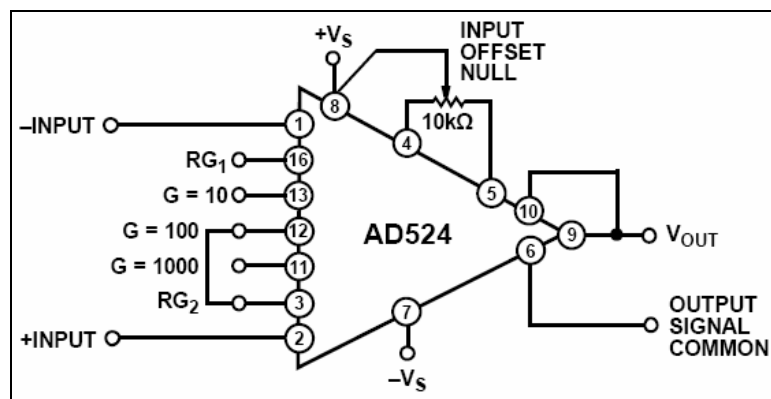 +VS
INPUT
OFFSET
NULL
8
–INPUT
1
10kΩ
4
RG1
16
G = 10
13
5
10
G = 100
12
AD524
9
VOUT
6
G = 1000
11
RG2
3
7
OUTPUT
SIGNAL
COMMON
+INPUT
2
–VS